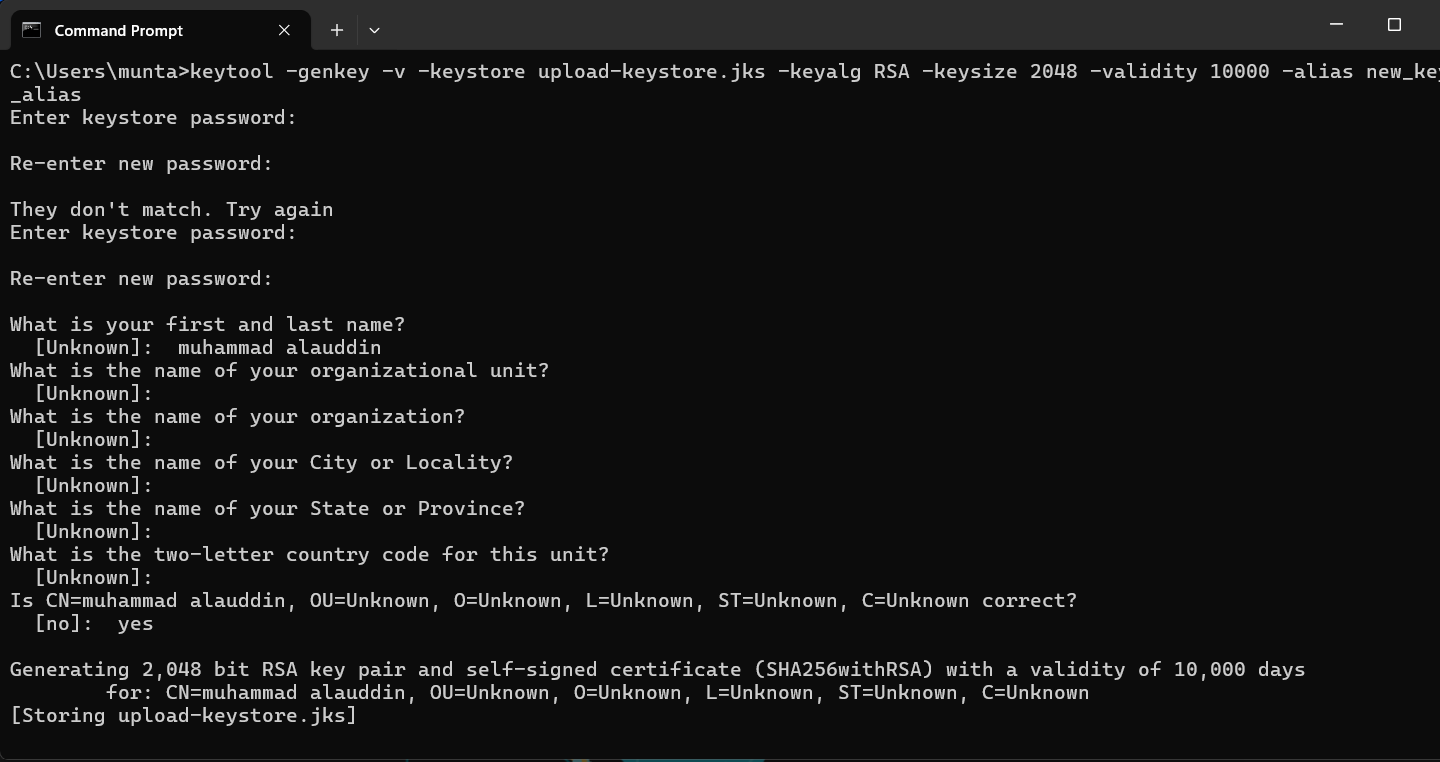 Command Prompt
C:\Users\munta>keytool -genkey -v -keystore upload-keystore.jks -keyalg RSA -keysize 2048 -validity 10000 -alias new_key
_alias
Enter keystore password:
Re-enter new password:
They don't match. Try again
Enter keystore password:
Re-enter new password:
What is your first and last name?
[Unknown]:  muhammad alauddin
What is the name of your organizational unit?
[Unknown]:
What is the name of your organization?
[Unknown]:
What is the name of your City or Locality?
[Unknown]:
What is the name of your State or Province?
[Unknown]:
What is the two-letter country code for this unit?
[Unknown]:
Is CN=muhammad alauddin, OU=Unknown, O=Unknown, L=Unknown, ST=Unknown, C=Unknown correct?
[no]:  yes
Generating 2,048 bit RSA key pair and self-signed certificate (SHA256withRSA) with a validity of 10,000 days
for: CN=muhammad alauddin, OU=Unknown, O=Unknown, L=Unknown, ST=Unknown, C=Unknown
[Storing upload-keystore.jks]